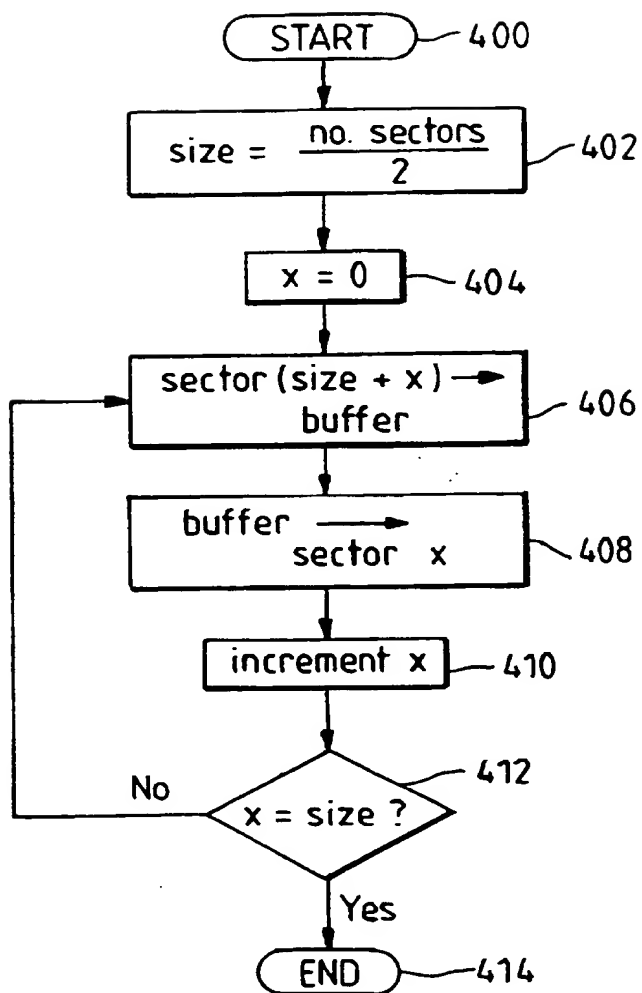 START 400
size = no. sectors / 2 402
x = 0 404
sector (size + x) →
buffer 406
buffer →
sector x 408
increment x 410
412
x = size ?
No
Yes
END 414